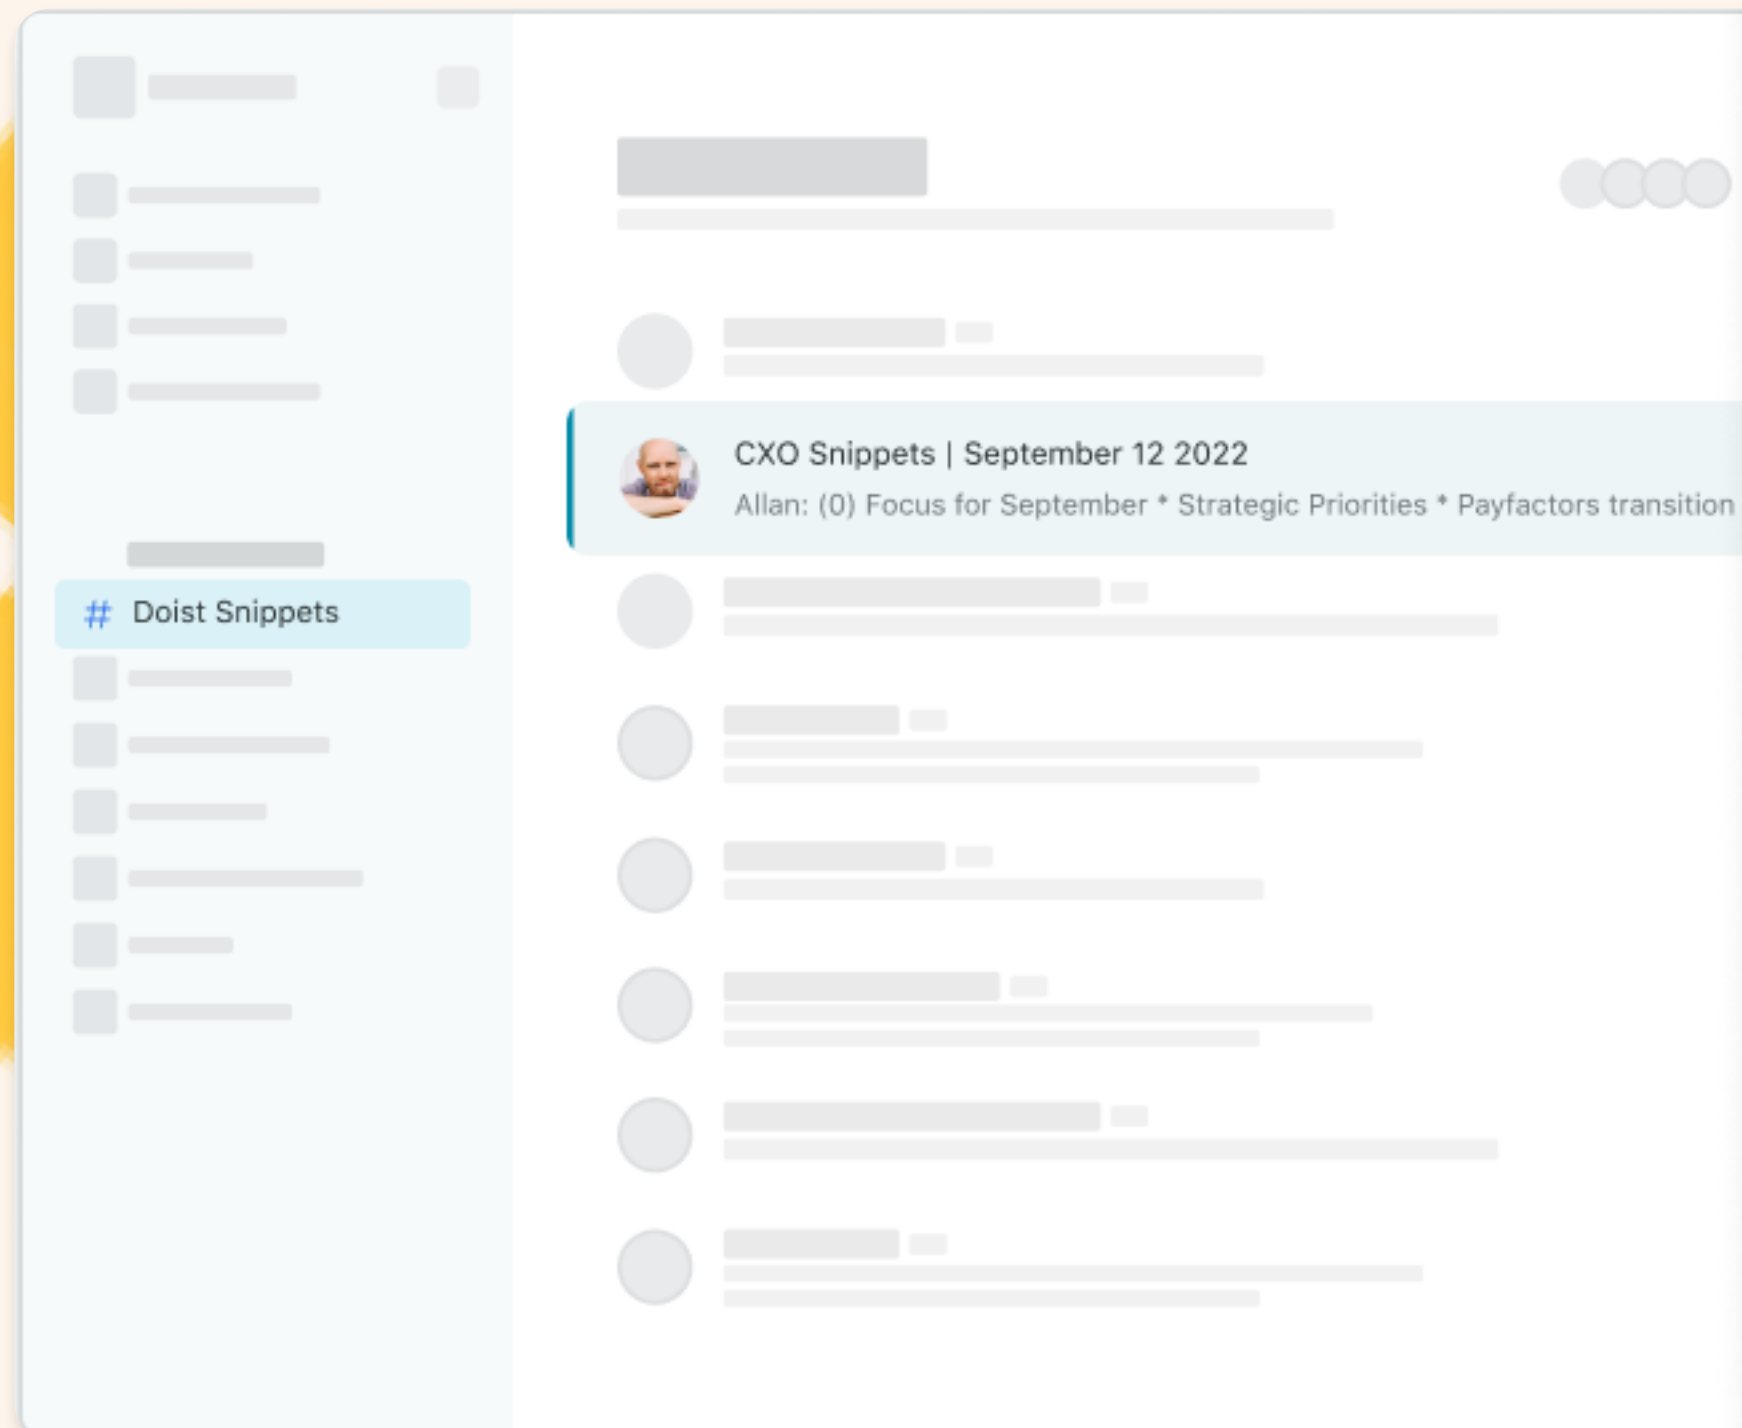 # Doist Snippets
CXO Snippets | September 12 2022
Allan: (0) Focus for September * Strategic Priorities * Payfactors transition